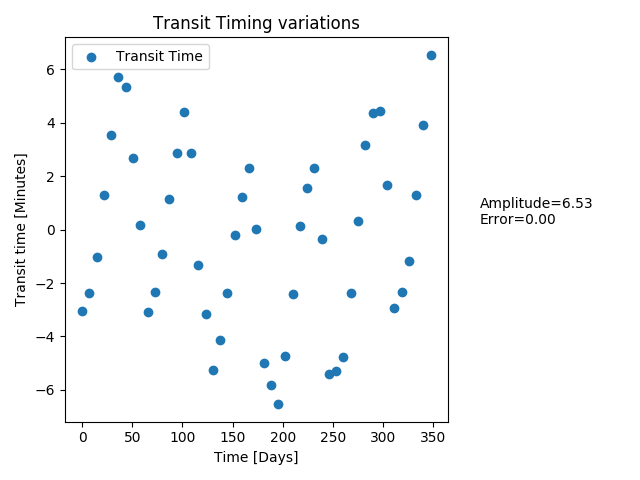 Transit Timing variations
Transit Time
Transit time [Minutes]
6
4
2
0
−2
−4
−6
0
50
100
150
200
250
300
350
Time [Days]
Amplitude=6.53
Error=0.00